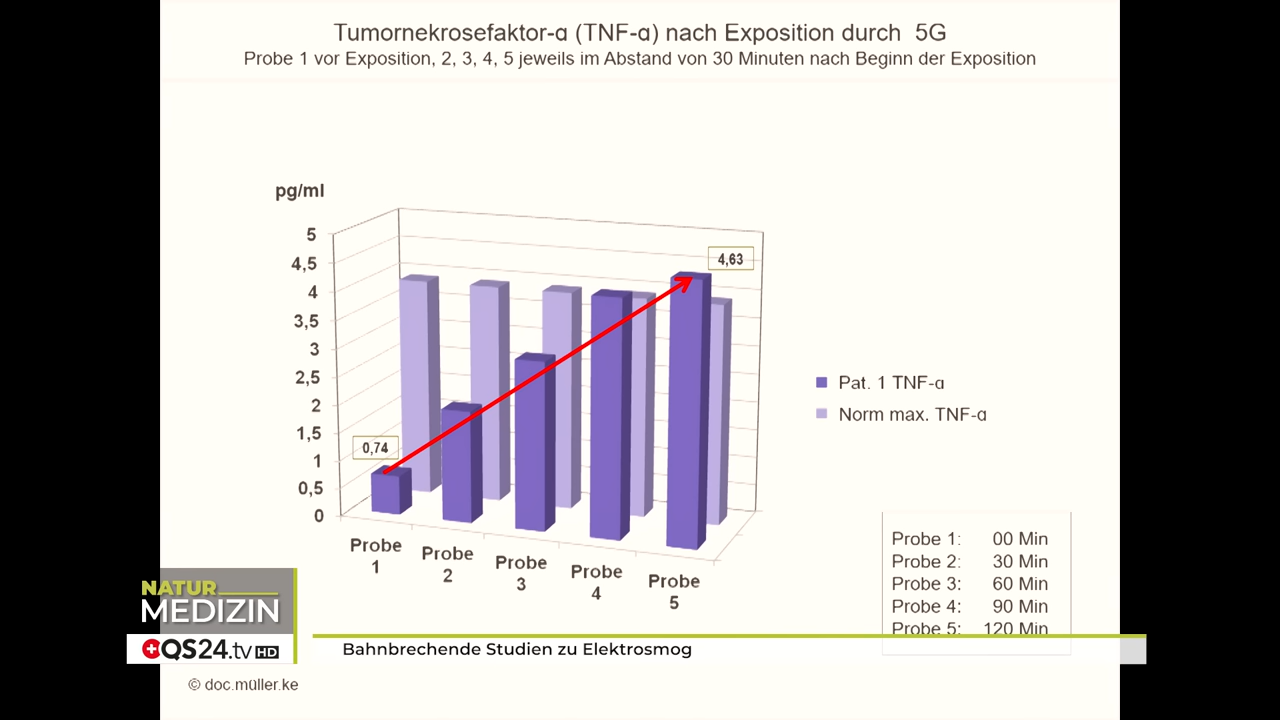 Tumornekrosefaktor-α (TNF-α) nach Exposition durch  5G
Probe 1 vor Exposition, 2, 3, 4, 5 jeweils im Abstand von 30 Minuten nach Beginn der Exposition
pg/ml
5
4,5
4
3,5
3
2,5
2
1,5
1
0,5
0
0,74
4,63
Probe 1
Probe 2
Probe 3
Probe 4
Probe 5
Pat. 1 TNF-α
Norm max. TNF-α
Probe 1: 00 Min
Probe 2: 30 Min
Probe 3: 60 Min
Probe 4: 90 Min
Probe 5: 120 Min
NATUR
MEDIZIN
QS24.tv HD
Bahnbrechende Studien zu Elektrosmog
© doc.müller.ke